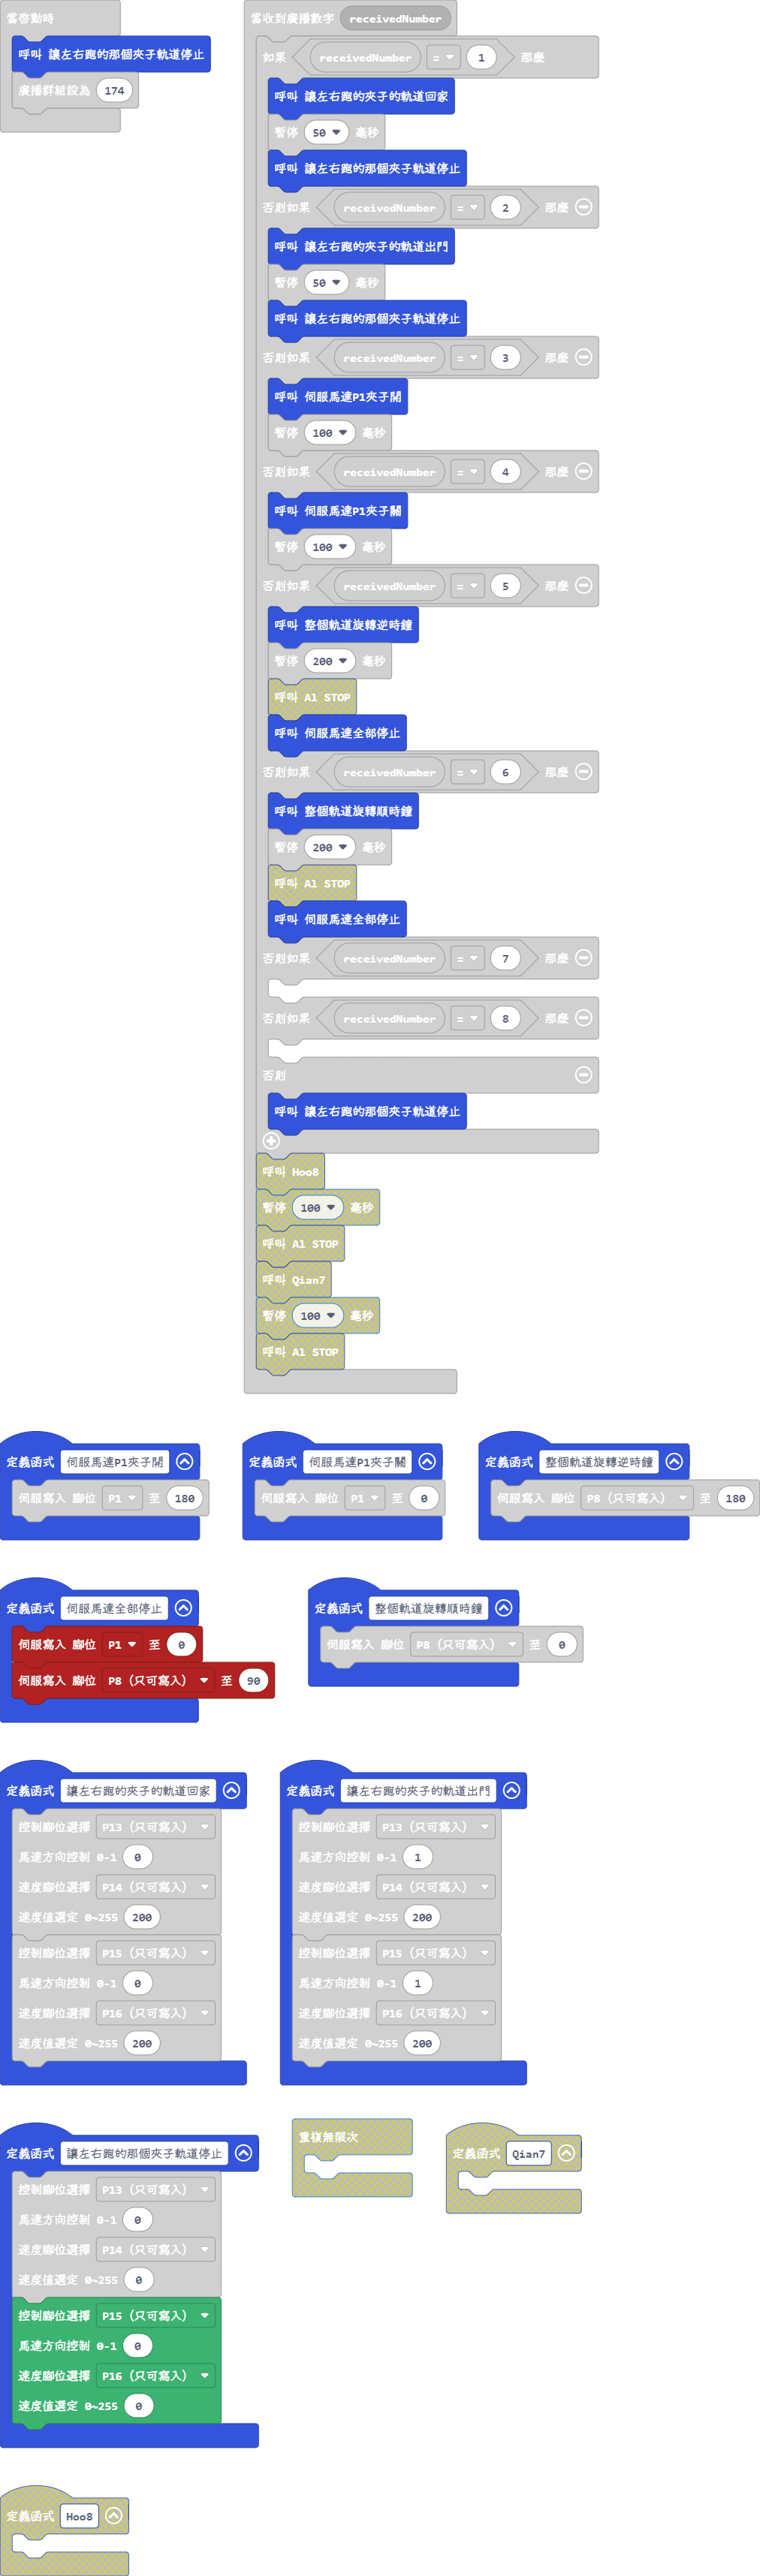 當啓動時
呼叫 讓左右跑的那個夾子軌道停止
廣播群組設為 174
當收到廣播數字 receivedNumber
如果 receivedNumber = 1 那麼
呼叫 讓左右跑的夾子的軌道回家
暫停 50 毫秒
呼叫 讓左右跑的那個夾子軌道停止
否則如果 receivedNumber = 2 那麼
呼叫 讓左右跑的夾子的軌道出門
暫停 50 毫秒
呼叫 讓左右跑的那個夾子軌道停止
否則如果 receivedNumber = 3 那麼
呼叫 伺服馬達P1夾子開
暫停 100 毫秒
否則如果 receivedNumber = 4 那麼
呼叫 伺服馬達P1夾子關
暫停 100 毫秒
否則如果 receivedNumber = 5 那麼
呼叫 整個軌道旋轉逆時鐘
暫停 200 毫秒
呼叫 A1 STOP
呼叫 伺服馬達全部停止
否則如果 receivedNumber = 6 那麼
呼叫 整個軌道旋轉順時鐘
暫停 200 毫秒
呼叫 A1 STOP
呼叫 伺服馬達全部停止
否則如果 receivedNumber = 7 那麼
否則如果 receivedNumber = 8 那麼
否則
呼叫 讓左右跑的那個夾子軌道停止
呼叫 Hoo8
暫停 100 毫秒
呼叫 A1 STOP
呼叫 Qian7
暫停 100 毫秒
呼叫 A1 STOP
定義函式 伺服馬達P1夾子開
伺服寫入 腳位 P1 至 180
定義函式 伺服馬達P1夾子關
伺服寫入 腳位 P1 至 0
定義函式 整個軌道旋轉逆時鐘
伺服寫入 腳位 P8 (只可寫入) 至 180
定義函式 伺服馬達全部停止
伺服寫入 腳位 P1 至 0
伺服寫入 腳位 P8 (只可寫入) 至 90
定義函式 整個軌道旋轉順時鐘
伺服寫入 腳位 P8 (只可寫入) 至 0
定義函式 讓左右跑的夾子的軌道回家
控制腳位選擇 P13 (只可寫入)
馬達方向控制 0-1 0
速度腳位選擇 P14 (只可寫入)
速度值選定 0~255 200
控制腳位選擇 P15 (只可寫入)
馬達方向控制 0-1 0
速度腳位選擇 P16 (只可寫入)
速度值選定 0~255 200
定義函式 讓左右跑的夾子的軌道出門
控制腳位選擇 P13 (只可寫入)
馬達方向控制 0-1 1
速度腳位選擇 P14 (只可寫入)
速度值選定 0~255 200
控制腳位選擇 P15 (只可寫入)
馬達方向控制 0-1 1
速度腳位選擇 P16 (只可寫入)
速度值選定 0~255 200
定義函式 讓左右跑的那個夾子軌道停止
控制腳位選擇 P13 (只可寫入)
馬達方向控制 0-1 0
速度腳位選擇 P14 (只可寫入)
速度值選定 0~255 0
控制腳位選擇 P15 (只可寫入)
馬達方向控制 0-1 0
速度腳位選擇 P16 (只可寫入)
速度值選定 0~255 0
重複無限次
定義函式 Qian7
定義函式 Hoo8